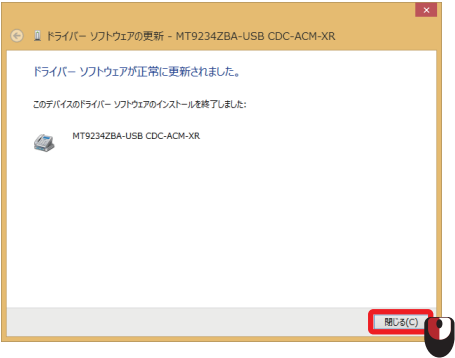 ドライバー ソフトウェアの更新 - MT9234ZBA-USB CDC-ACM-XR
ドライバー ソフトウェアが正常に更新されました。
このデバイスのドライバー ソフトウェアのインストールを終了しました:
MT9234ZBA-USB CDC-ACM-XR
閉じる(C)